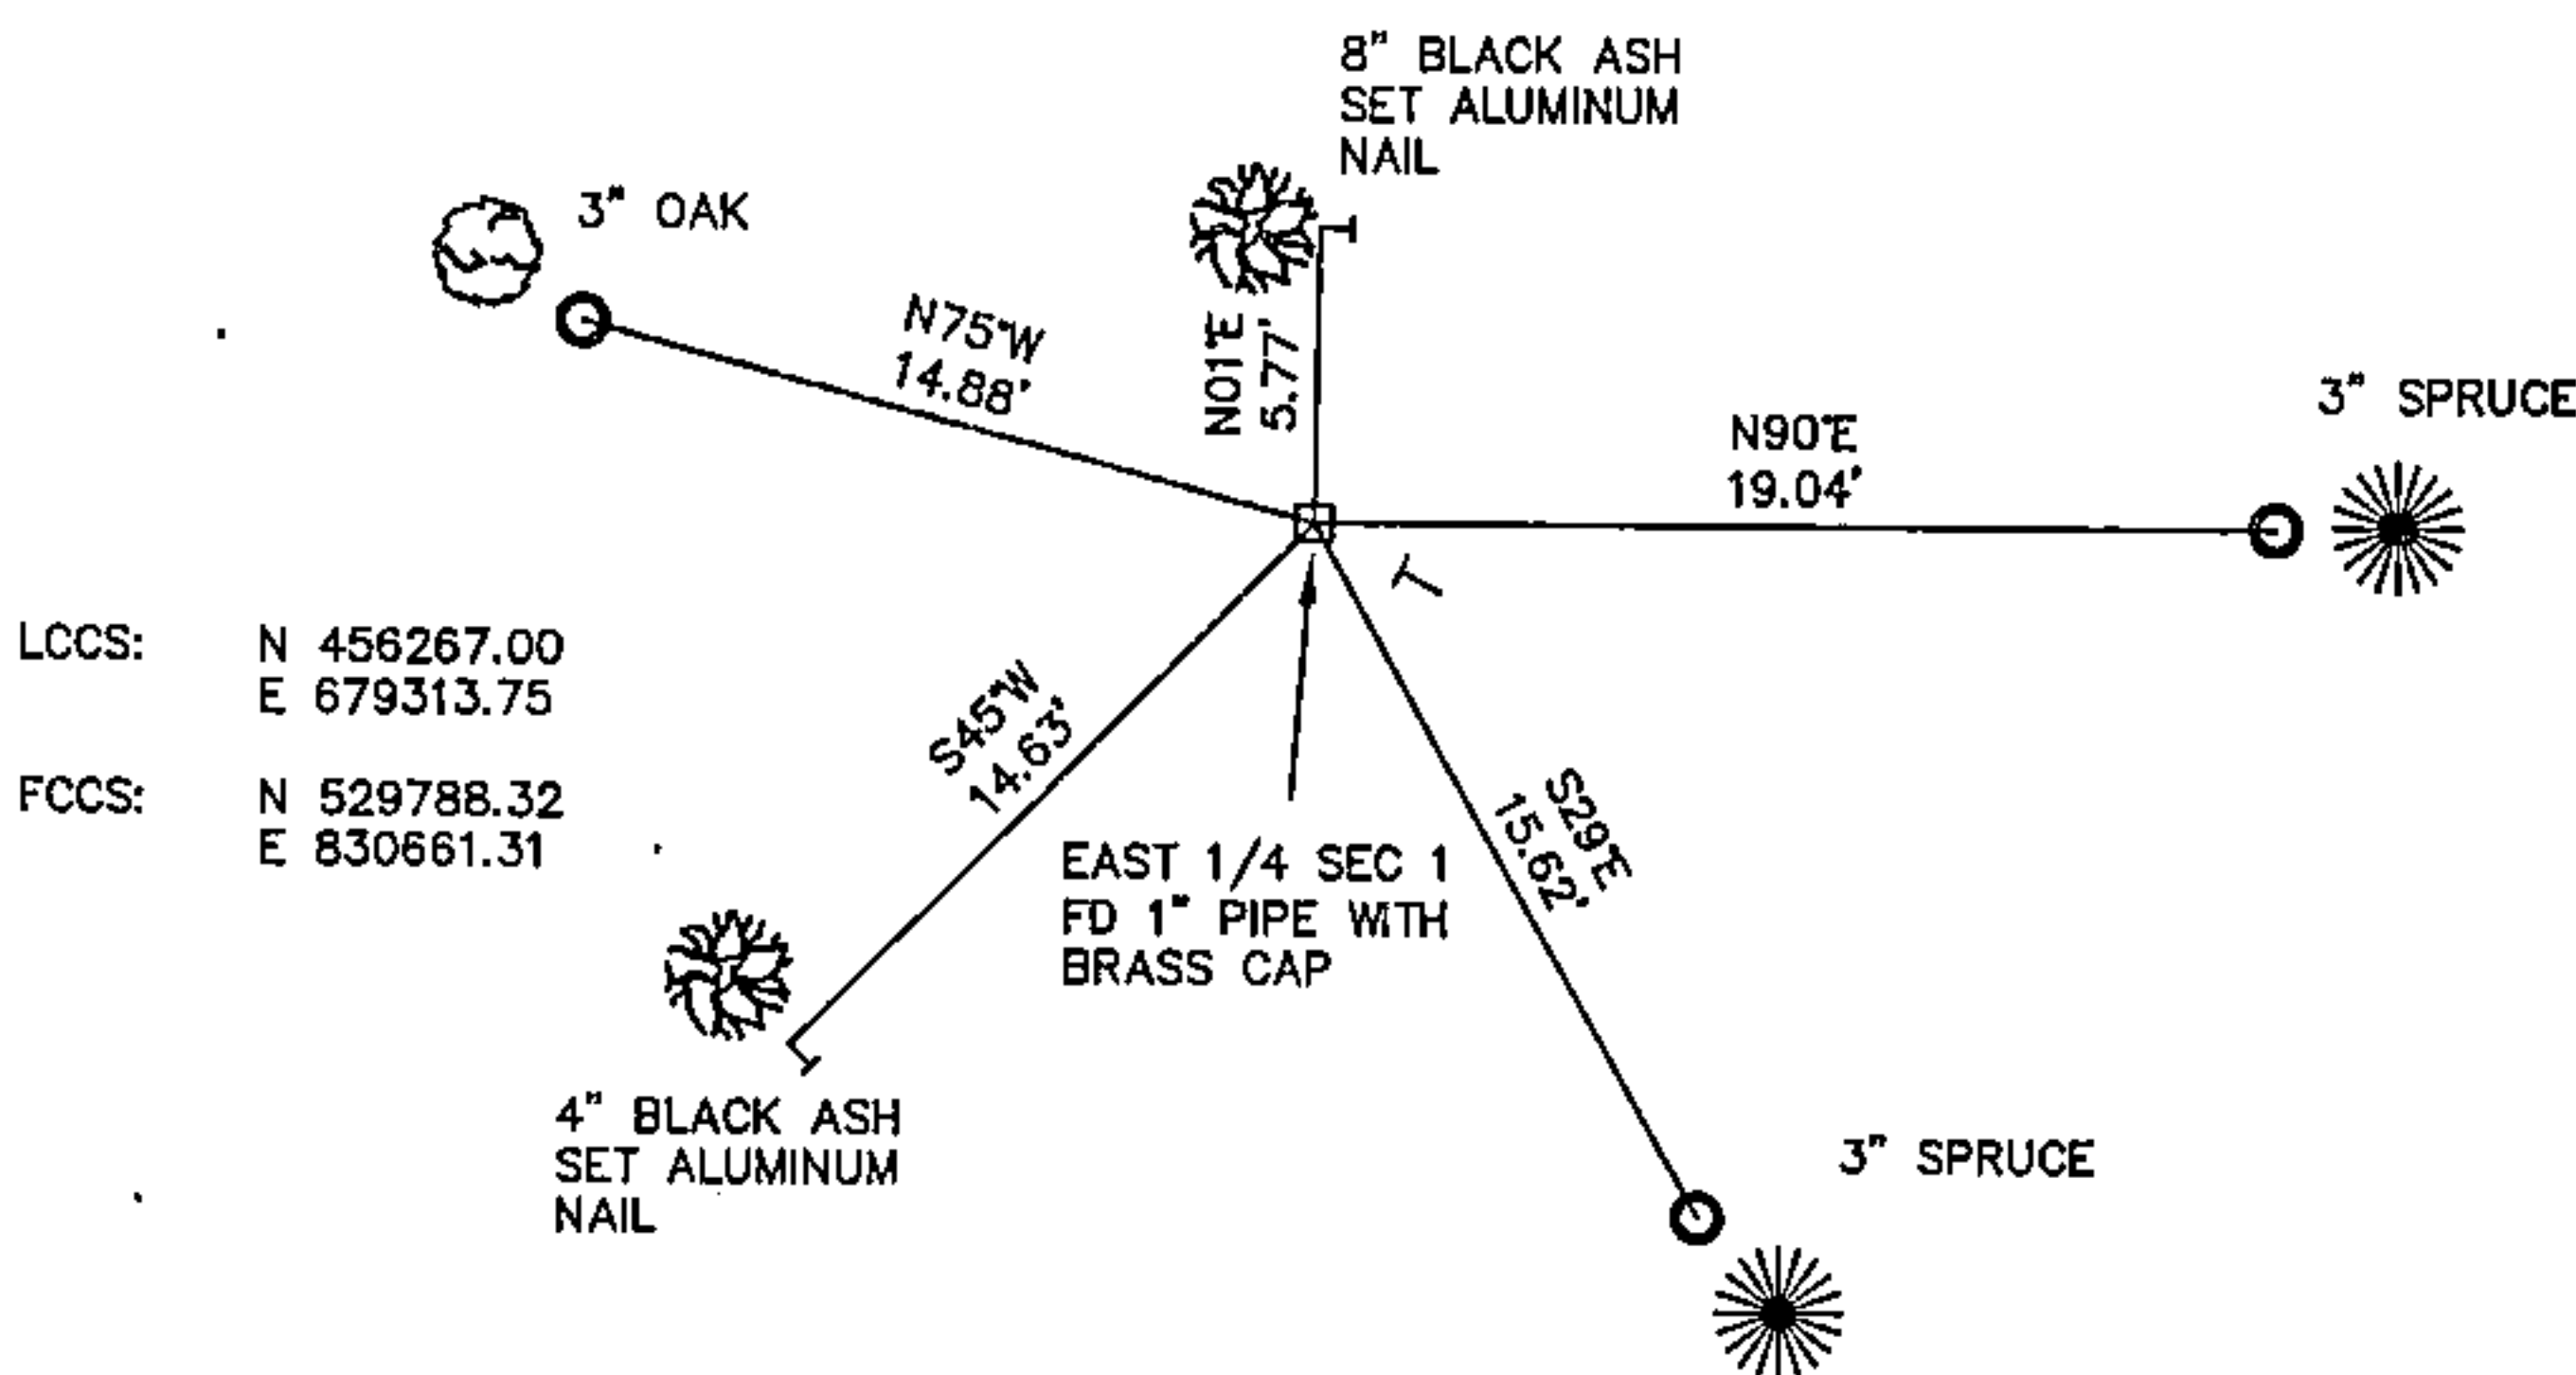 8" BLACK ASH
SET ALUMINUM
NAIL
3" OAK
N75°W
14.88'
N01°E
5.77'
3" SPRUCE
N90°E
19.04'
LCCS: N 456267.00
E 679313.75
FCCS: N 529788.32
E 830661.31
S45°W
14.63'
S29°E
15.62'
EAST 1/4 SEC 1
FD 1" PIPE WITH
BRASS CAP
4" BLACK ASH
SET ALUMINUM
NAIL
3" SPRUCE